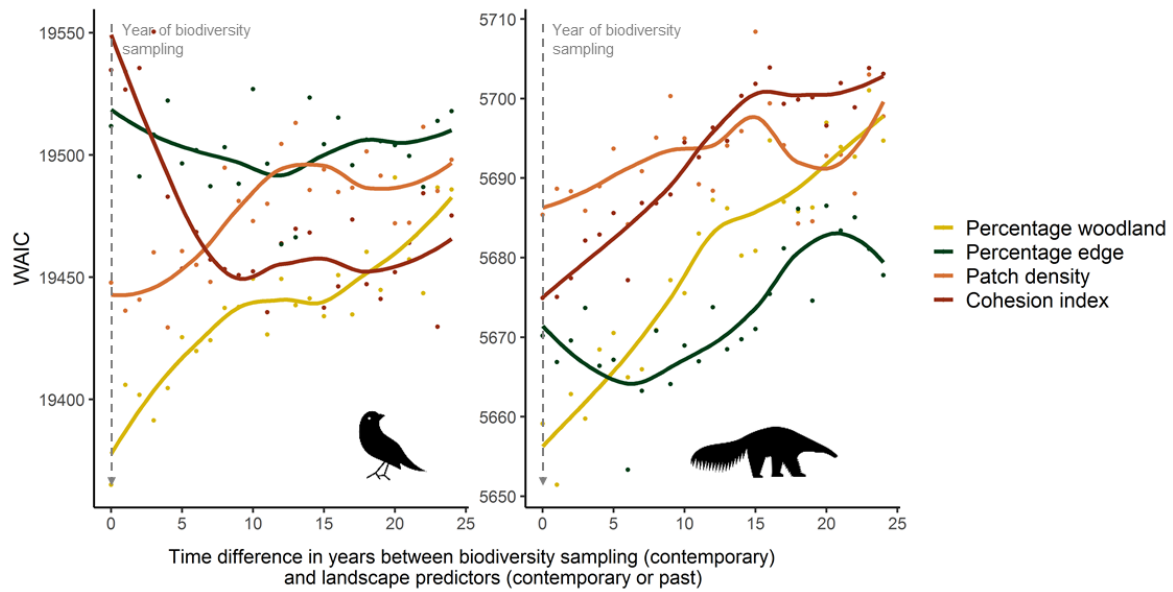 Year of biodiversity
sampling
19550
19500
19450
19400
WAIC
0 5 10 15 20 25
Year of biodiversity
sampling
5710
5700
5690
5680
5670
5660
5650
0 5 10 15 20 25
Percentage woodland
Percentage edge
Patch density
Cohesion index
Time difference in years between biodiversity sampling (contemporary)
and landscape predictors (contemporary or past)